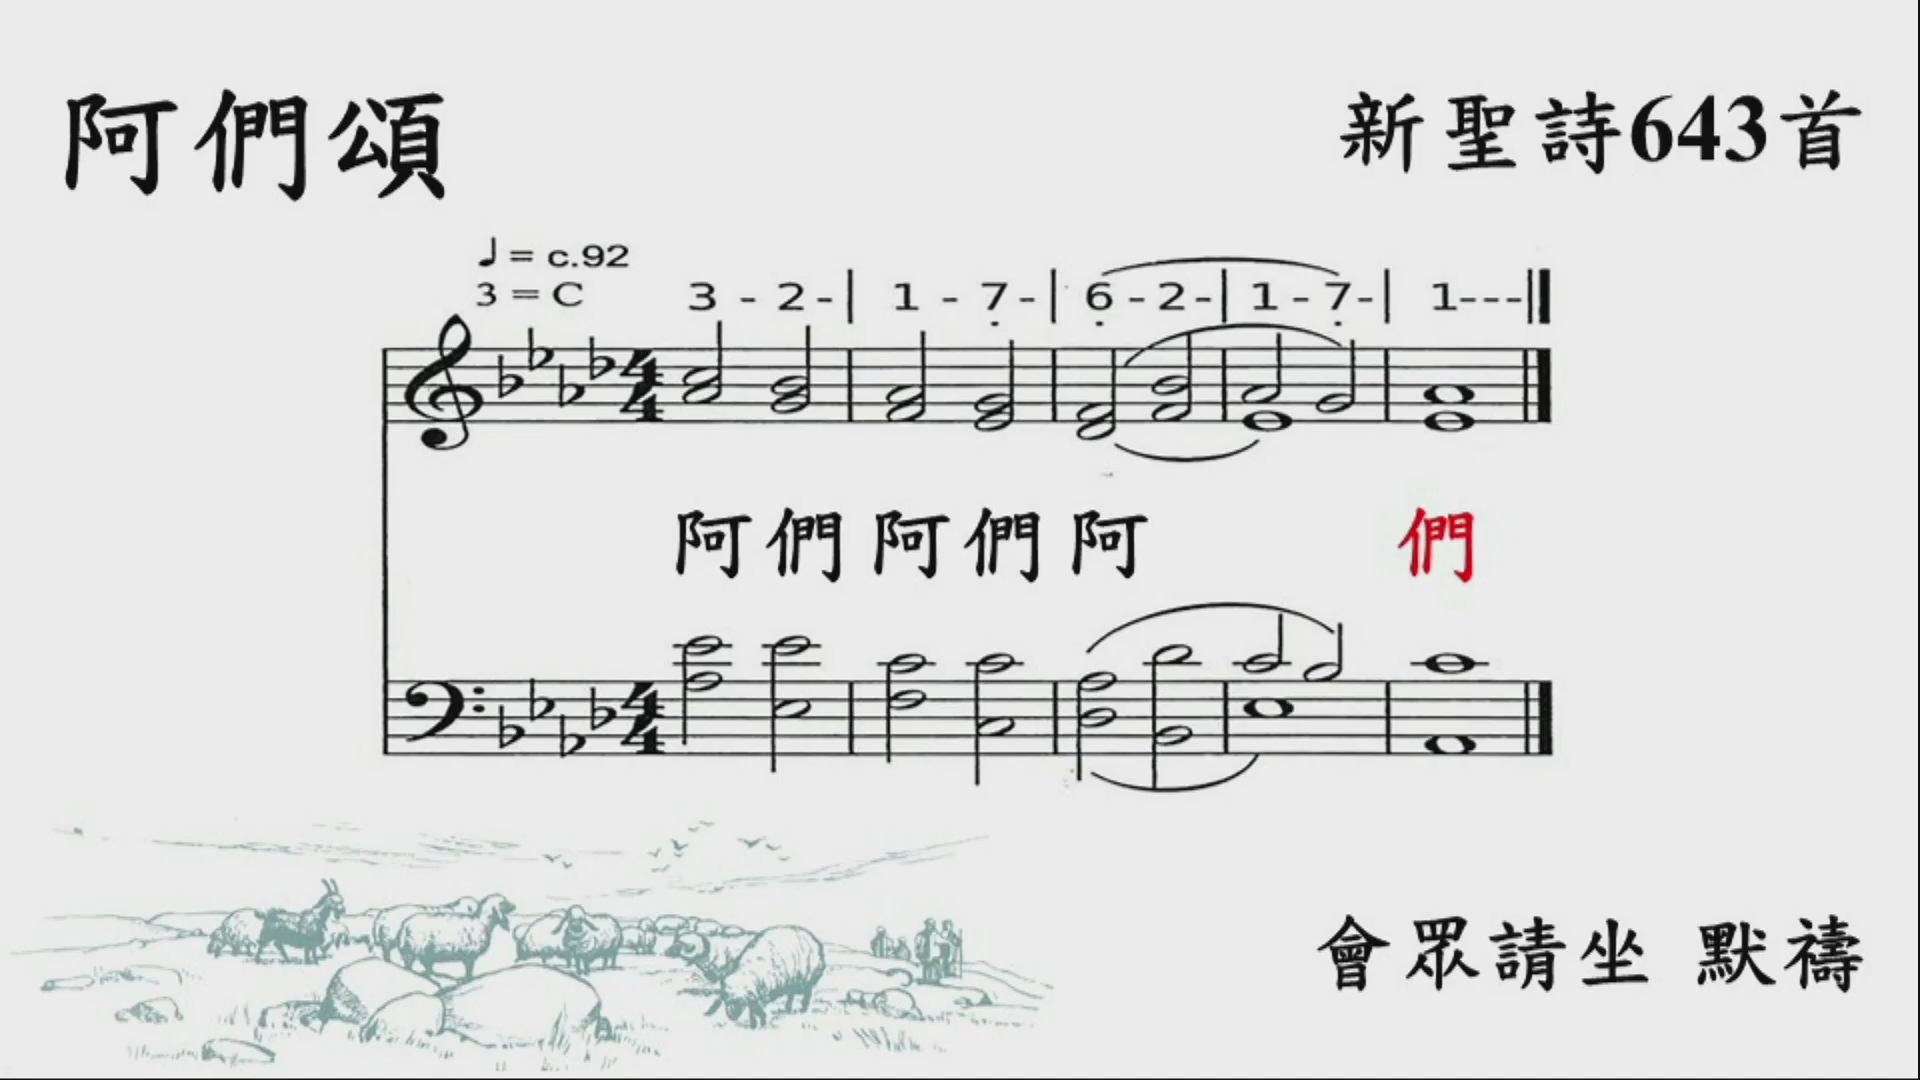 阿們頌
新聖詩643首
♩= c.92
3 = C
3 - 2 - | 1 - 7̣ - | 6̣ - 2 - | 1 - 7̣ - | 1 - - - ‖
阿們阿們阿 們
會眾請坐 默禱